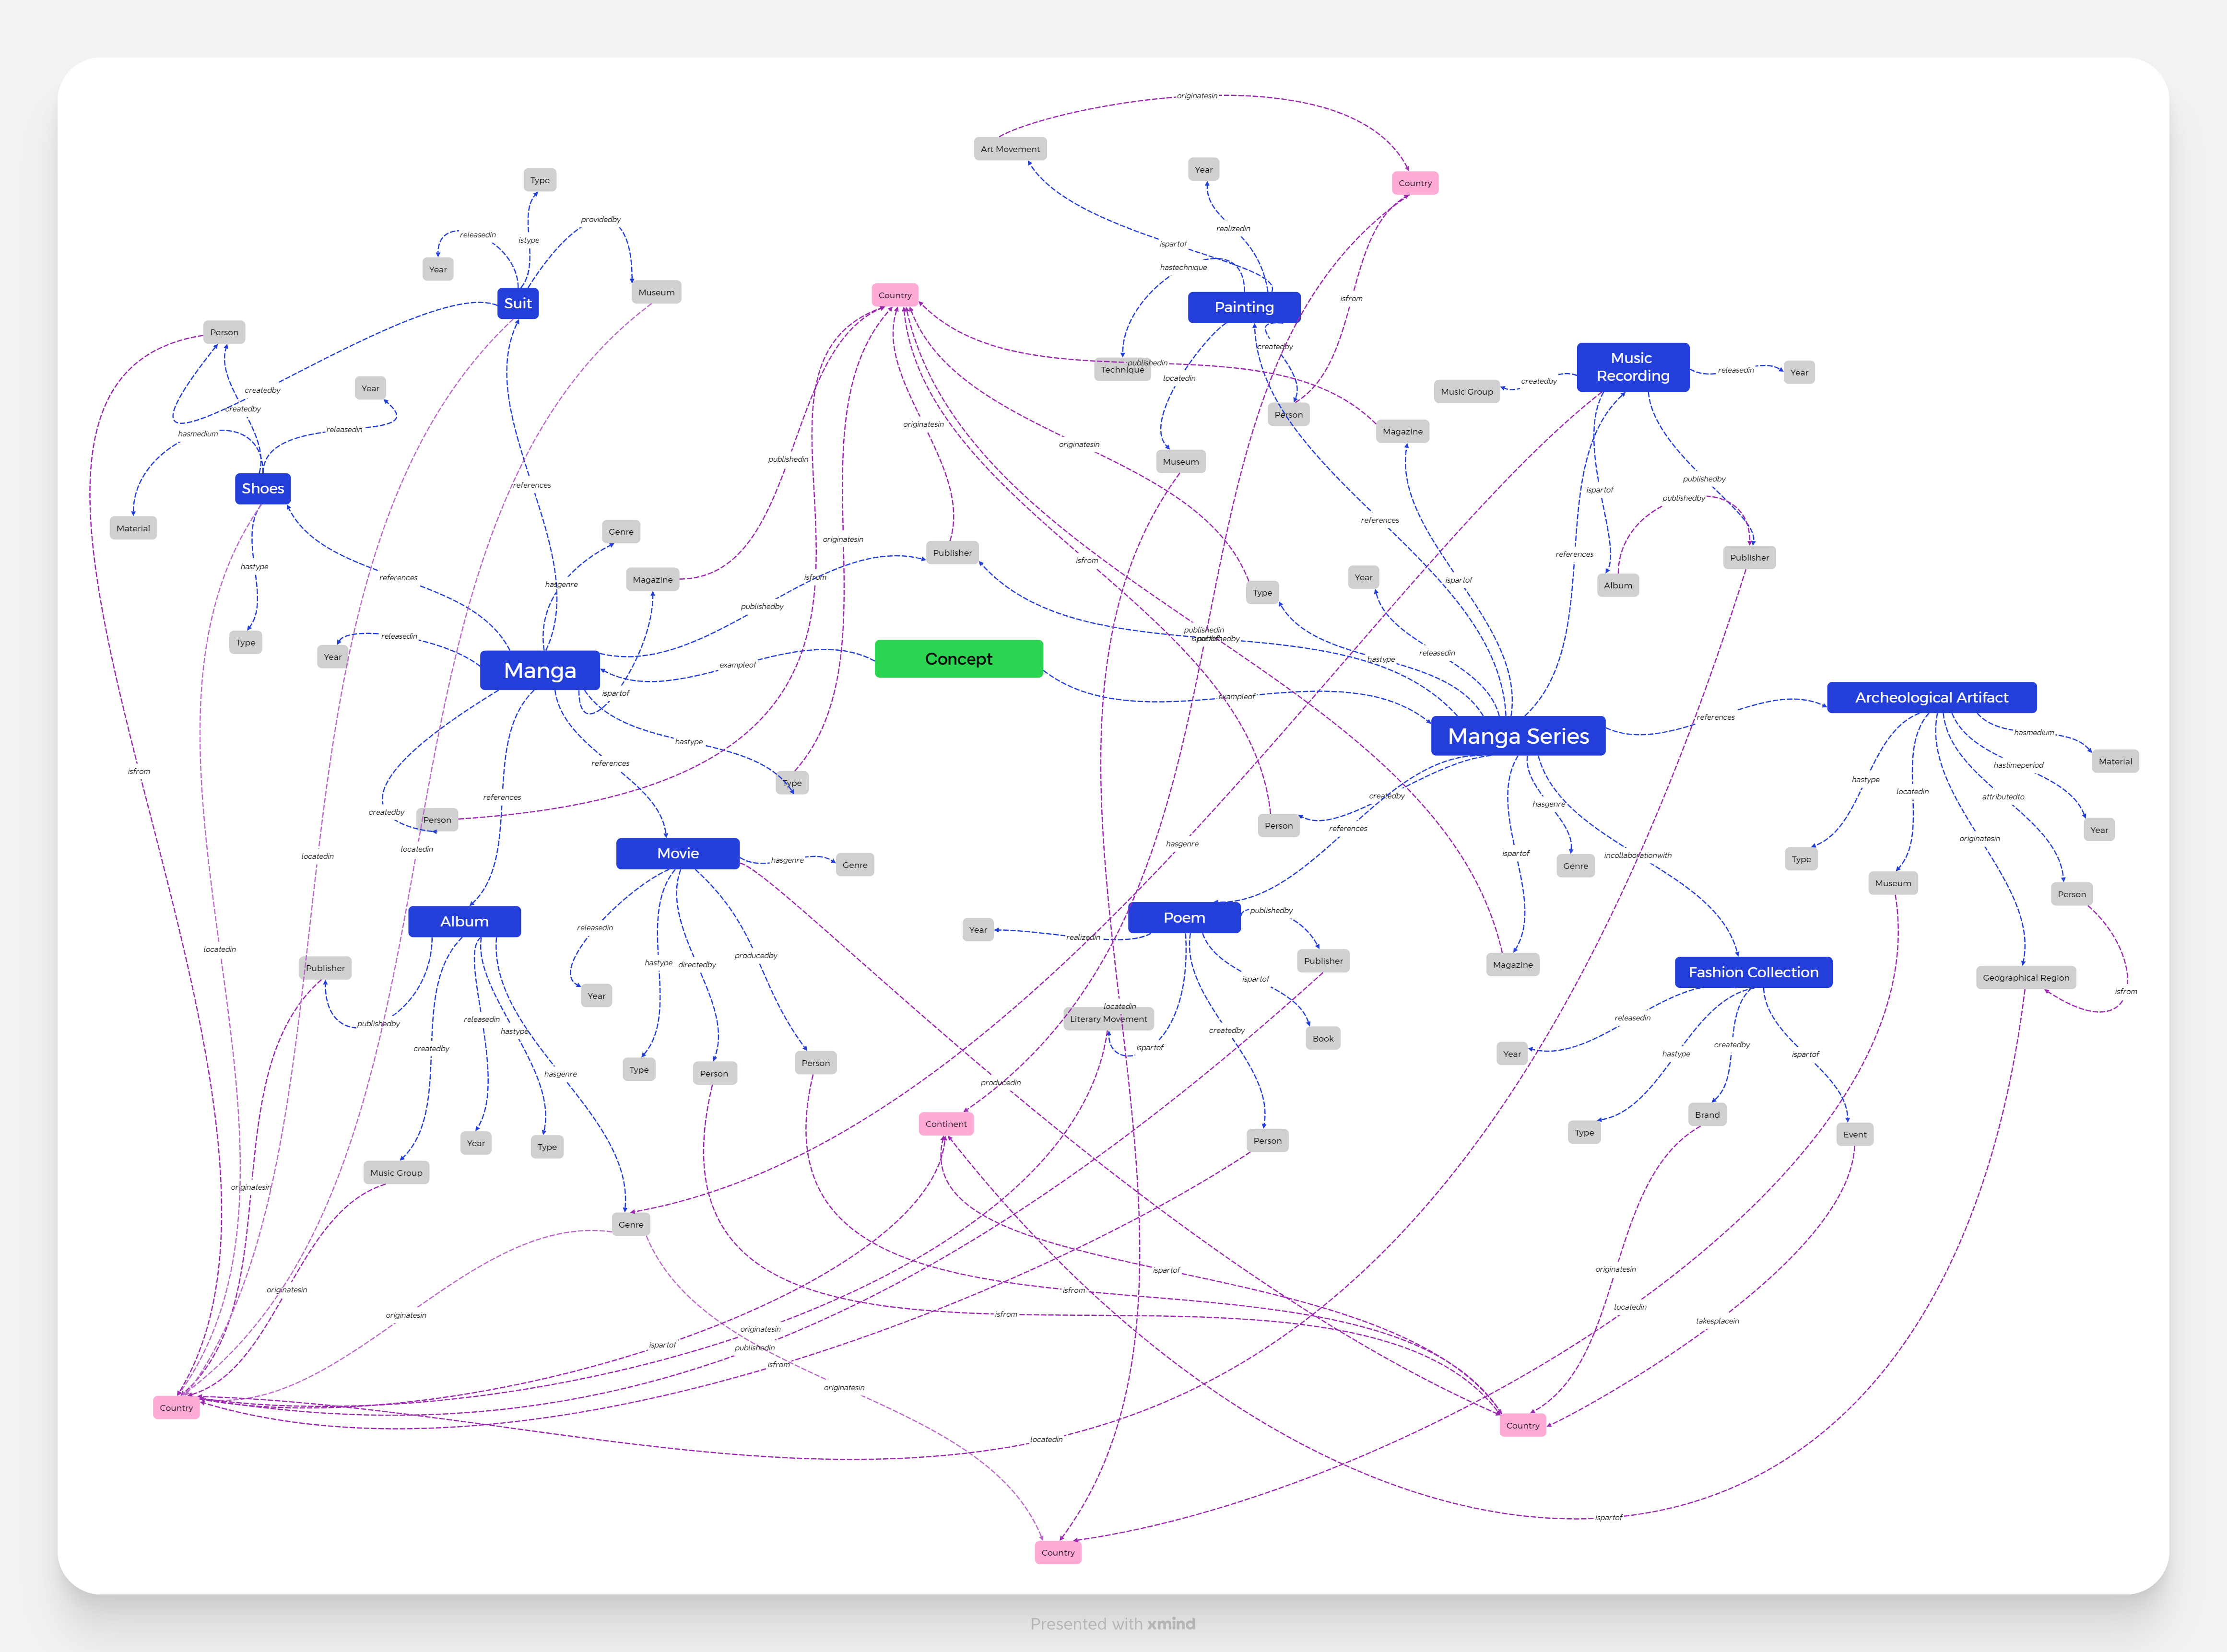 originatesin
Art Movement
Year
Type
Country
providedby
realizedin
releasedin
istype
ispartof
Year
hastechnique
Museum
Country
Suit
Painting
isfrom
Person
createdby
Music
Recording
publishedin
Technique
releasedin
Year
locatedin
createdby
Music Group
Year
createdby
createdby
Person
originatesin
Magazine
releasedin
hasmedium
originatesin
publishedin
Museum
publishedby
references
Shoes
ispartof
publishedby
references
Material
Genre
originatesin
Publisher
references
Publisher
isfrom
hastype
references
Magazine
isfrom
hasgenre
Year
ispartof
Album
Type
publishedby
publishedin
ispartof
publishedby
releasedin
Type
Year
releasedin
Concept
hastype
exampleof
Manga
ispartof
exampleof
Archeological Artifact
references
Manga Series
hasmedium
hastype
references
Material
isfrom
hastimeperiod
hastype
Type
locatedin
references
createdby
attributedto
createdby
Person
Person
references
hasgenre
Year
originatesin
hasgenre
locatedin
locatedin
Movie
hasgenre
Genre
ispartof
incollaborationwith
Genre
Type
Museum
Person
Album
releasedin
Year
realizedin
Poem
publishedby
locatedin
hastype
directedby
producedby
Publisher
Magazine
Fashion Collection
Geographical Region
Publisher
ispartof
Year
isfrom
locatedin
Literary Movement
releasedin
publishedby
releasedin
hastype
createdby
Book
createdby
ispartof
Year
hastype
createdby
ispartof
Type
Person
Person
hasgenre
producedin
Brand
Continent
Type
Event
Year
Type
Person
Music Group
originatesin
Genre
ispartof
originatesin
originatesin
isfrom
locatedin
originatesin
isfrom
takesplacein
originatesin
ispartof
publishedin
isfrom
originatesin
Country
Country
locatedin
ispartof
Country
Presented with xmind